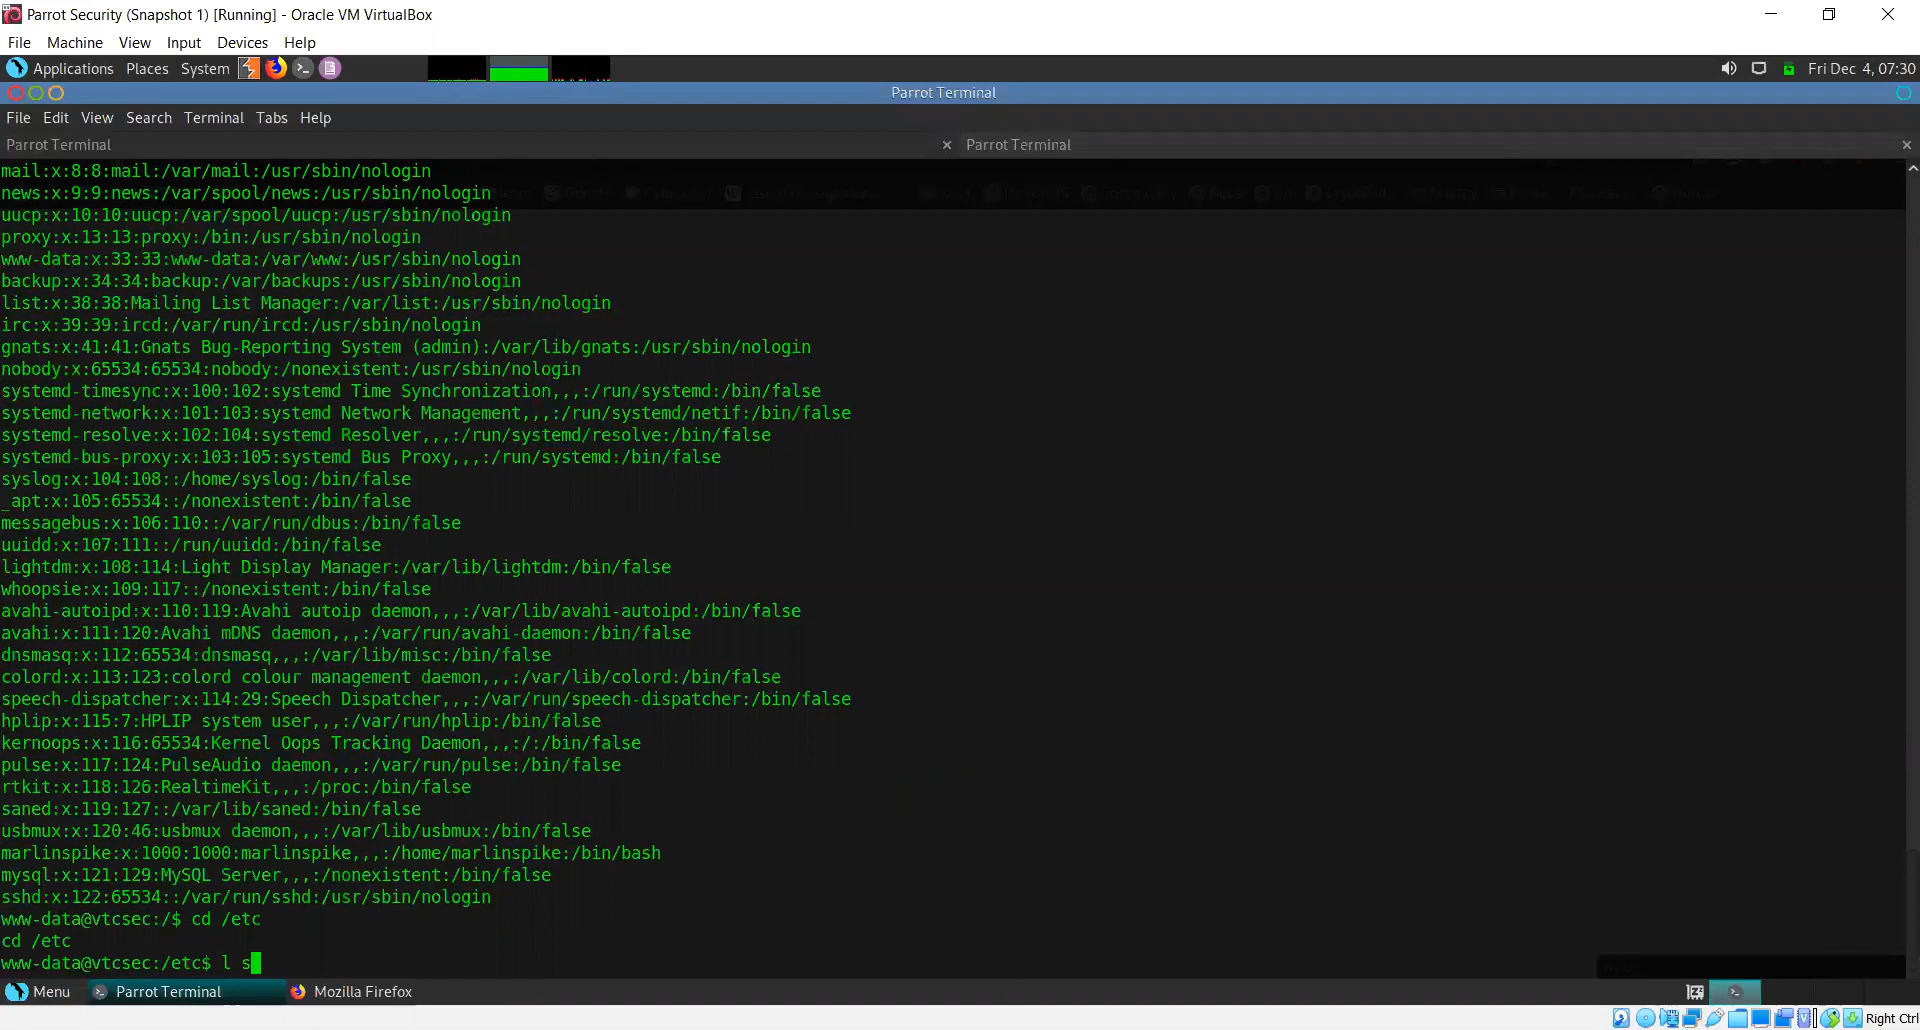 Parrot Security (Snapshot 1) [Running] - Oracle VM VirtualBox
File Machine View Input Devices Help
Applications Places System Fri Dec 4, 07:30
Parrot Terminal
File Edit View Search Terminal Tabs Help
Parrot Terminal Parrot Terminal
mail:x:8:8:mail:/var/mail:/usr/sbin/nologin
news:x:9:9:news:/var/spool/news:/usr/sbin/nologin
uucp:x:10:10:uucp:/var/spool/uucp:/usr/sbin/nologin
proxy:x:13:13:proxy:/bin:/usr/sbin/nologin
www-data:x:33:33:www-data:/var/www:/usr/sbin/nologin
backup:x:34:34:backup:/var/backups:/usr/sbin/nologin
list:x:38:38:Mailing List Manager:/var/list:/usr/sbin/nologin
irc:x:39:39:ircd:/var/run/ircd:/usr/sbin/nologin
gnats:x:41:41:Gnats Bug-Reporting System (admin):/var/lib/gnats:/usr/sbin/nologin
nobody:x:65534:65534:nobody:/nonexistent:/usr/sbin/nologin
systemd-timesync:x:100:102:systemd Time Synchronization,,,:/run/systemd:/bin/false
systemd-network:x:101:103:systemd Network Management,,,:/run/systemd/netif:/bin/false
systemd-resolve:x:102:104:systemd Resolver,,,:/run/systemd/resolve:/bin/false
systemd-bus-proxy:x:103:105:systemd Bus Proxy,,,:/run/systemd:/bin/false
syslog:x:104:108::/home/syslog:/bin/false
_apt:x:105:65534::/nonexistent:/bin/false
messagebus:x:106:110::/var/run/dbus:/bin/false
uuidd:x:107:111::/run/uuidd:/bin/false
lightdm:x:108:114:Light Display Manager:/var/lib/lightdm:/bin/false
whoopsie:x:109:117::/nonexistent:/bin/false
avahi-autoipd:x:110:119:Avahi autoip daemon,,,:/var/lib/avahi-autoipd:/bin/false
avahi:x:111:120:Avahi mDNS daemon,,,:/var/run/avahi-daemon:/bin/false
dnsmasq:x:112:65534:dnsmasq,,,:/var/lib/misc:/bin/false
colord:x:113:123:colord colour management daemon,,,:/var/lib/colord:/bin/false
speech-dispatcher:x:114:29:Speech Dispatcher,,,:/var/run/speech-dispatcher:/bin/false
hplip:x:115:7:HPLIP system user,,,:/var/run/hplip:/bin/false
kernoops:x:116:65534:Kernel Oops Tracking Daemon,,,:/:/bin/false
pulse:x:117:124:PulseAudio daemon,,,:/var/run/pulse:/bin/false
rtkit:x:118:126:RealtimeKit,,,:/proc:/bin/false
saned:x:119:127::/var/lib/saned:/bin/false
usbmux:x:120:46:usbmux daemon,,,:/var/lib/usbmux:/bin/false
marlinspike:x:1000:1000:marlinspike,,,:/home/marlinspike:/bin/bash
mysql:x:121:129:MySQL Server,,,:/nonexistent:/bin/false
sshd:x:122:65534::/var/run/sshd:/usr/sbin/nologin
www-data@vtcsec:/$ cd /etc
cd /etc
www-data@vtcsec:/etc$ l s
Menu Parrot Terminal Mozilla Firefox
Right Ctrl